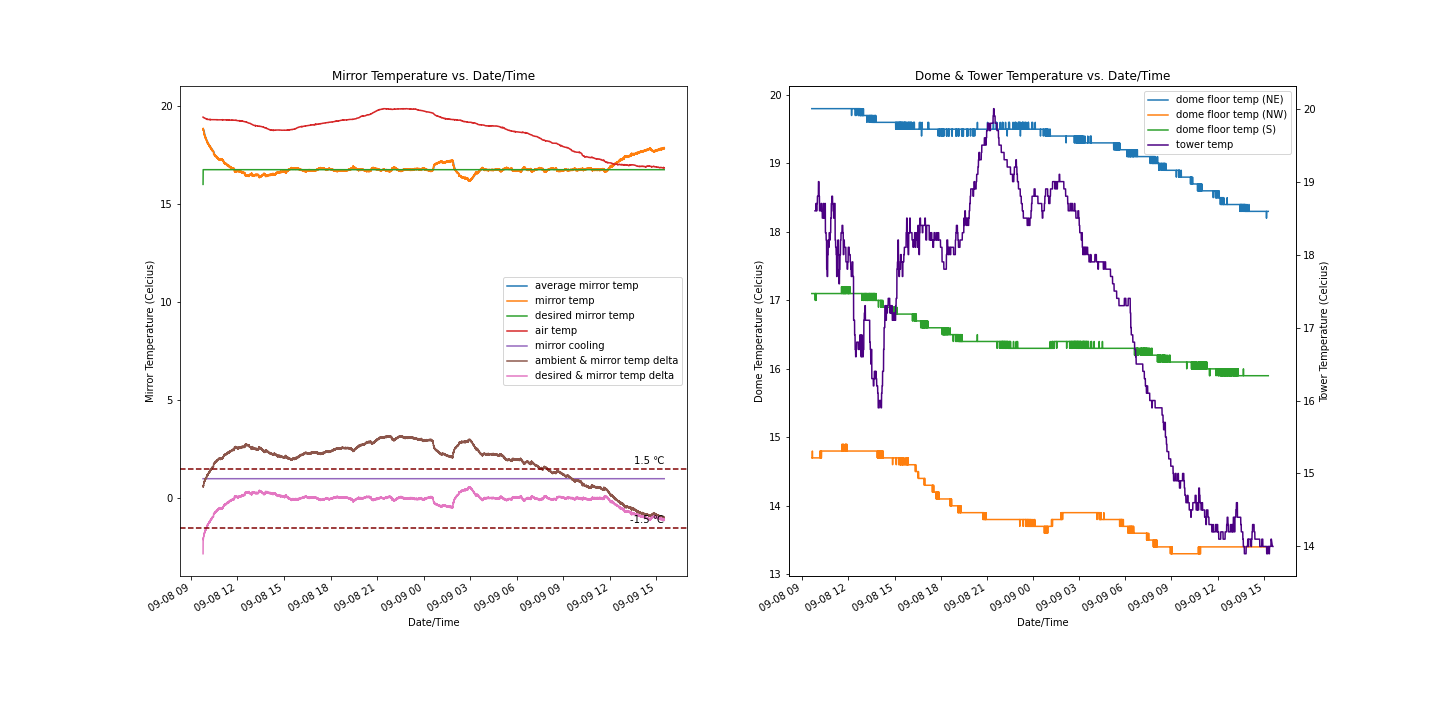 Mirror Temperature vs. Date/Time
Mirror Temperature (Celcius)
20
15
10
5
0
average mirror temp
mirror temp
desired mirror temp
air temp
mirror cooling
ambient & mirror temp delta
desired & mirror temp delta
1.5 °C
-1.5 °C
09-08 09
09-08 12
09-08 15
09-08 18
09-08 21
09-09 00
09-09 03
09-09 06
09-09 09
09-09 12
09-09 15
Date/Time
Dome & Tower Temperature vs. Date/Time
Dome Temperature (Celcius)
20
19
18
17
16
15
14
13
dome floor temp (NE)
dome floor temp (NW)
dome floor temp (S)
tower temp
20
19
18
17
16
15
14
Tower Temperature (Celcius)
09-08 09
09-08 12
09-08 15
09-08 18
09-08 21
09-09 00
09-09 03
09-09 06
09-09 09
09-09 12
09-09 15
Date/Time